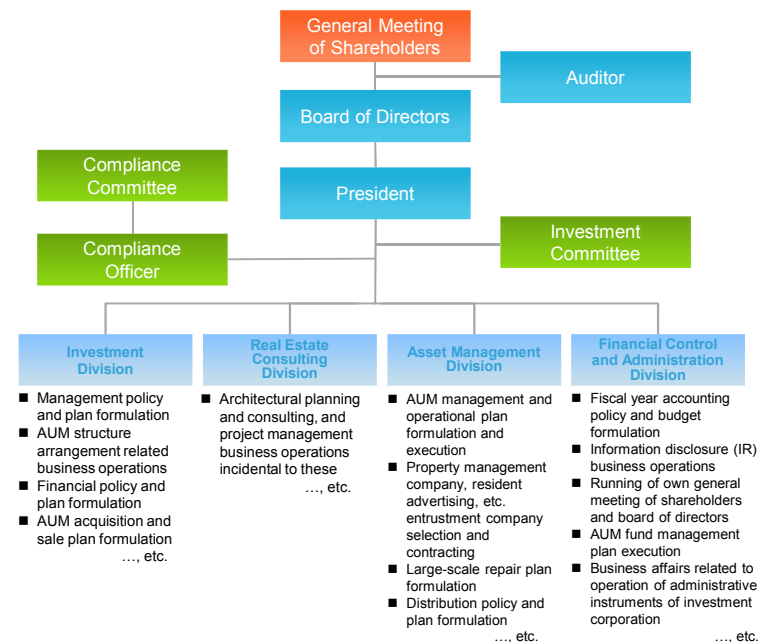 General Meeting
of Shareholders
Auditor
Board of Directors
Compliance
Committee
President
Compliance
Officer
Investment
Committee
Investment
Division
■ Management policy
and plan formulation
■ AUM structure
arrangement related
business operations
■ Financial policy and
plan formulation
■ AUM acquisition and
sale plan formulation
…, etc.
Real Estate
Consulting
Division
■ Architectural planning
and consulting, and
project management
business operations
incidental to these
…, etc.
Asset Management
Division
■ AUM management and
operational plan
formulation and
execution
■ Property management
company, resident
advertising, etc.
entrustment company
selection and
contracting
■ Large-scale repair plan
formulation
■ Distribution policy and
plan formulation
…, etc.
Financial Control
and Administration
Division
■ Fiscal year accounting
policy and budget
formulation
■ Information disclosure (IR)
business operations
■ Running of own general
meeting of shareholders
and board of directors
■ AUM fund management
plan execution
■ Business affairs related to
operation of administrative
instruments of investment
corporation
…, etc.